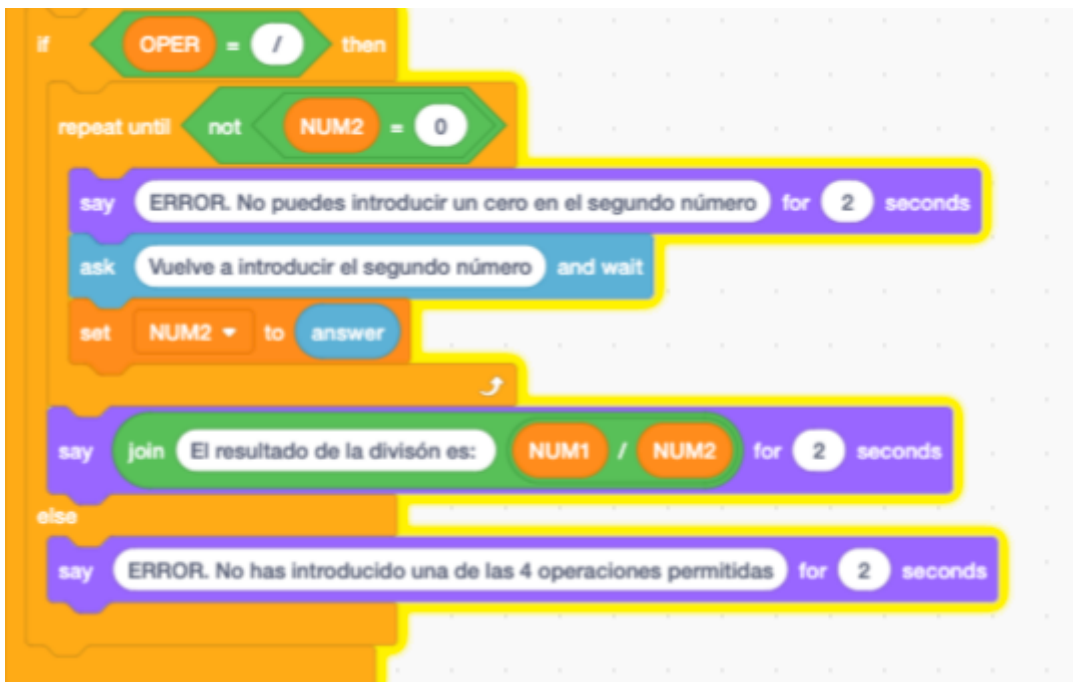 if OPER = / then
repeat until not NUM2 = 0
say ERROR. No puedes introducir un cero en el segundo número for 2 seconds
ask Vuelve a introducir el segundo número and wait
set NUM2 to answer
say join El resultado de la divisón es: NUM1 / NUM2 for 2 seconds
else
say ERROR. No has introducido una de las 4 operaciones permitidas for 2 seconds